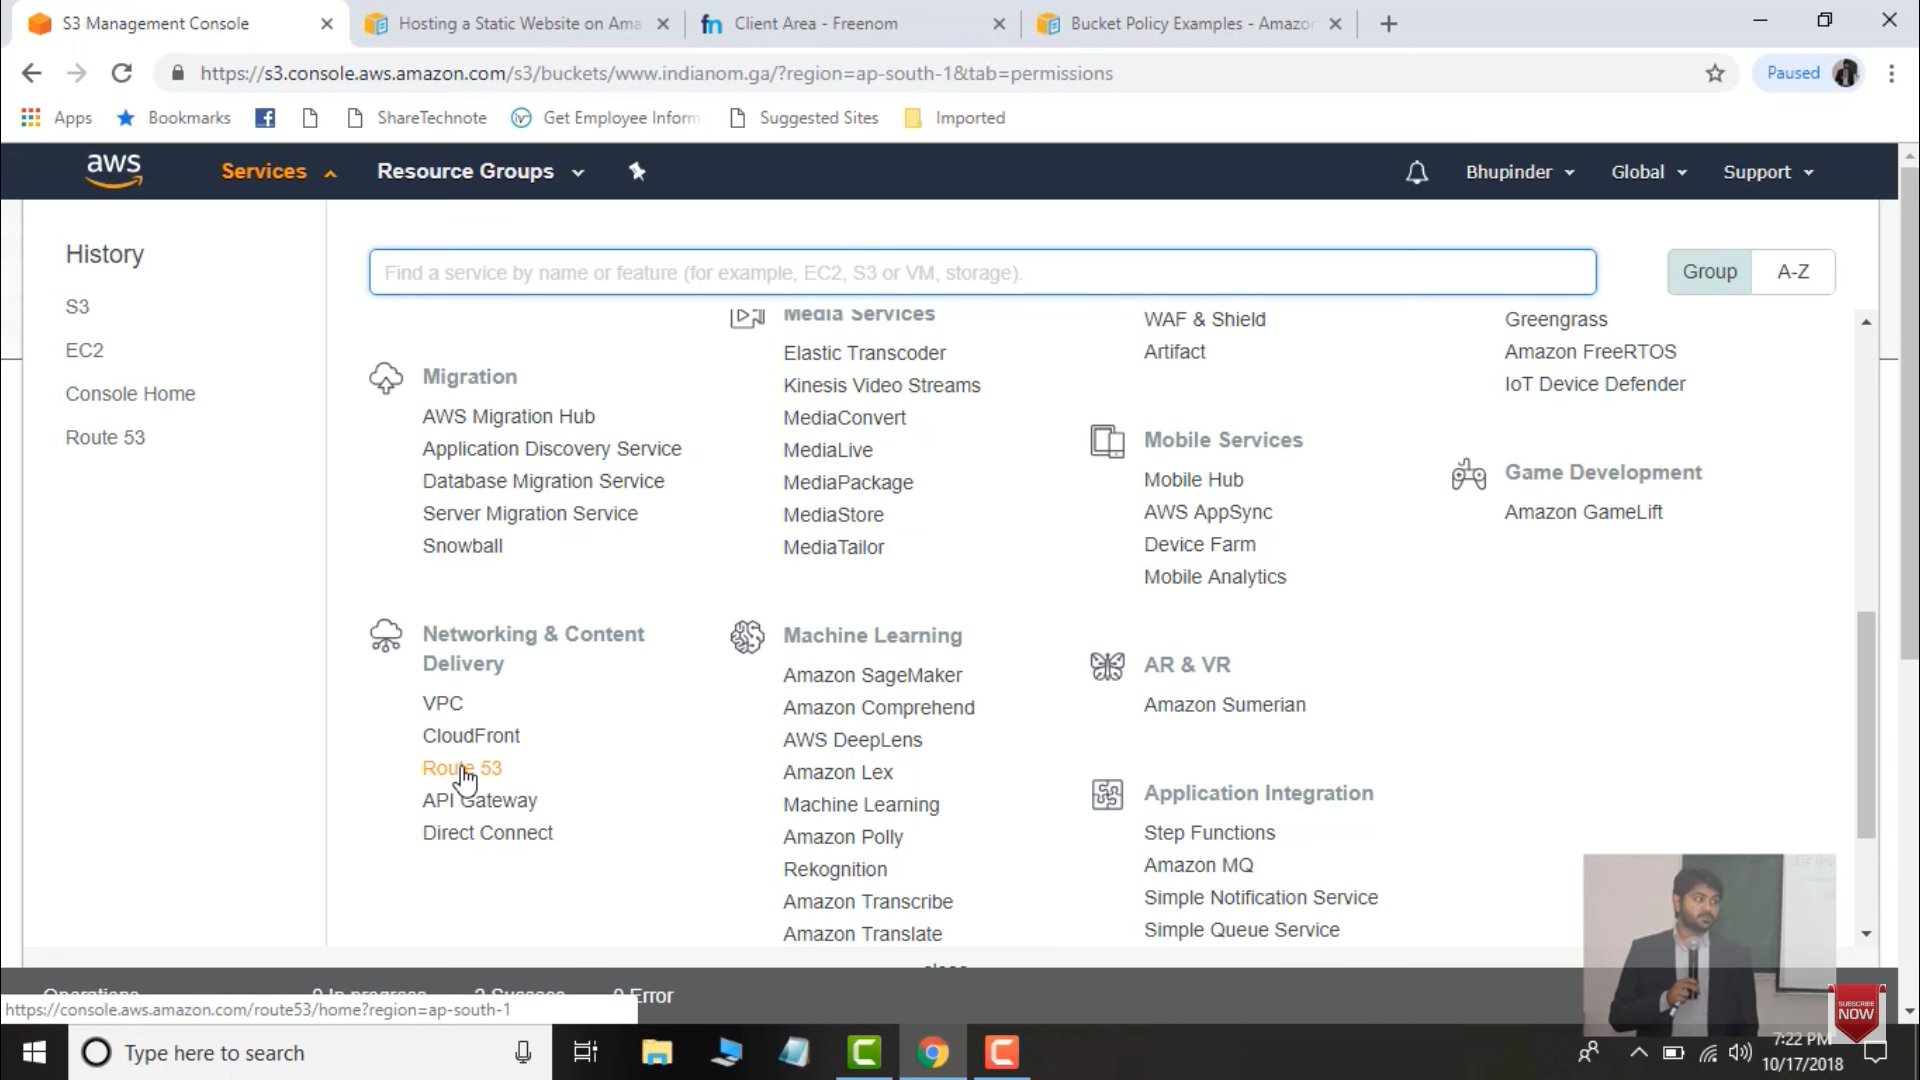 S3 Management Console
Hosting a Static Website on Ama
Client Area - Freenom
Bucket Policy Examples - Amazon
https://s3.console.aws.amazon.com/s3/buckets/www.indianom.ga/?region=ap-south-1&tab=permissions
Paused
Apps
Bookmarks
ShareTechnote
Get Employee Inform
Suggested Sites
Imported
aws
Services
Resource Groups
Bhupinder
Global
Support
History
S3
EC2
Console Home
Route 53
Find a service by name or feature (for example, EC2, S3 or VM, storage).
Group
A-Z
Migration
AWS Migration Hub
Application Discovery Service
Database Migration Service
Server Migration Service
Snowball
Networking & Content
Delivery
VPC
CloudFront
Route 53
API Gateway
Direct Connect
Media Services
Elastic Transcoder
Kinesis Video Streams
MediaConvert
MediaLive
MediaPackage
MediaStore
MediaTailor
Machine Learning
Amazon SageMaker
Amazon Comprehend
AWS DeepLens
Amazon Lex
Machine Learning
Amazon Polly
Rekognition
Amazon Transcribe
Amazon Translate
WAF & Shield
Artifact
Mobile Services
Mobile Hub
AWS AppSync
Device Farm
Mobile Analytics
AR & VR
Amazon Sumerian
Application Integration
Step Functions
Amazon MQ
Simple Notification Service
Simple Queue Service
Greengrass
Amazon FreeRTOS
IoT Device Defender
Game Development
Amazon GameLift
close
Operations
0 In progress
2 Success
0 Error
https://console.aws.amazon.com/route53/home?region=ap-south-1
SUBSCRIBE
NOW
Type here to search
7:22 PM
10/17/2018